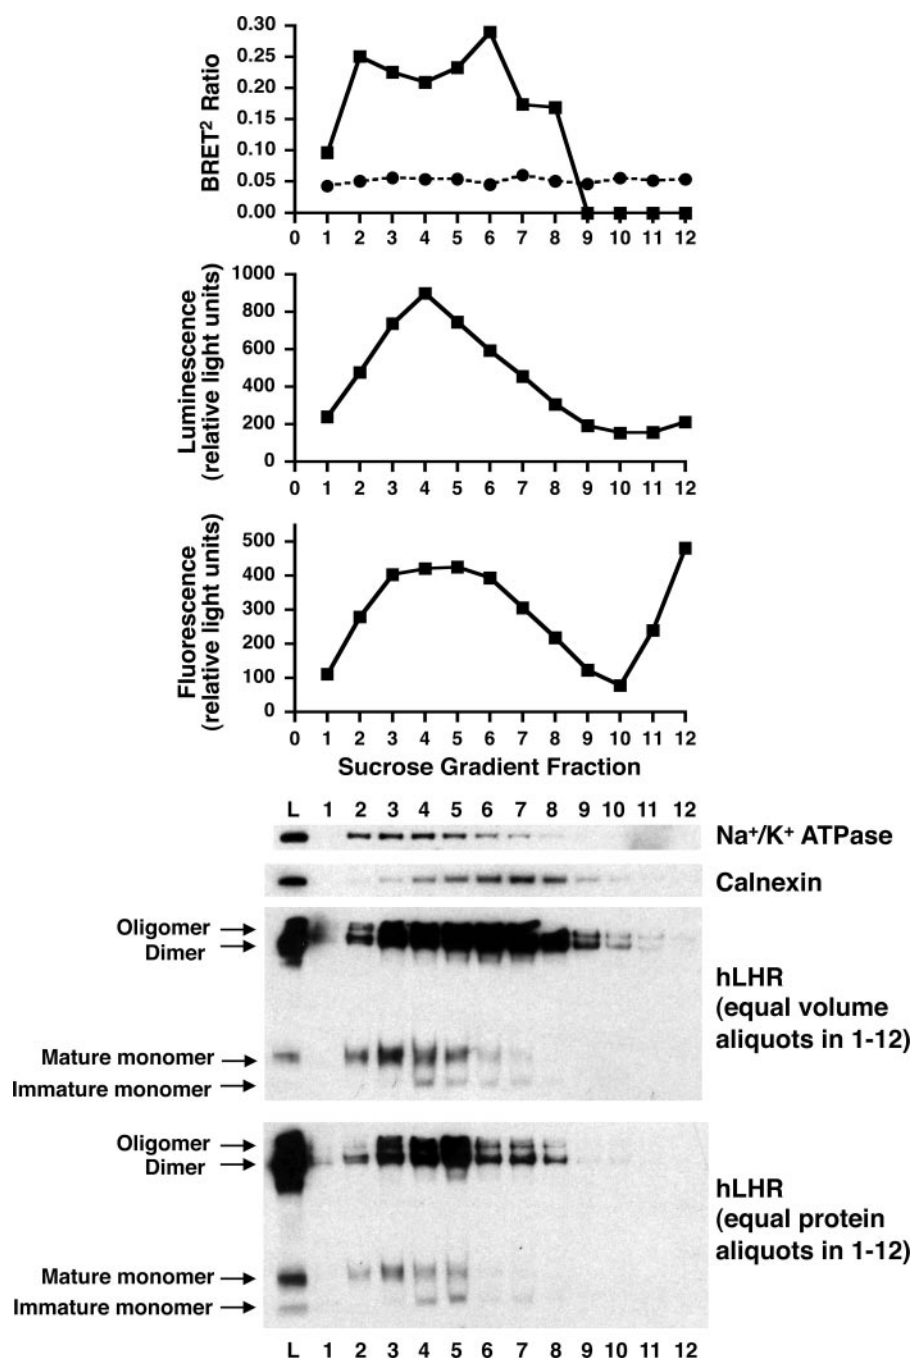 0.30
0.25
0.20
0.15
0.10
0.05
0.00
BRET² Ratio
0 1 2 3 4 5 6 7 8 9 10 11 12
1000
800
600
400
200
0
Luminescence
(relative light units)
0 1 2 3 4 5 6 7 8 9 10 11 12
500
400
300
200
100
0
Fluorescence
(relative light units)
0 1 2 3 4 5 6 7 8 9 10 11 12
Sucrose Gradient Fraction
L 1 2 3 4 5 6 7 8 9 10 11 12
Na⁺/K⁺ ATPase
Calnexin
Oligomer
Dimer
Mature monomer
Immature monomer
hLHR
(equal volume
aliquots in 1-12)
Oligomer
Dimer
Mature monomer
Immature monomer
hLHR
(equal protein
aliquots in 1-12)
L 1 2 3 4 5 6 7 8 9 10 11 12